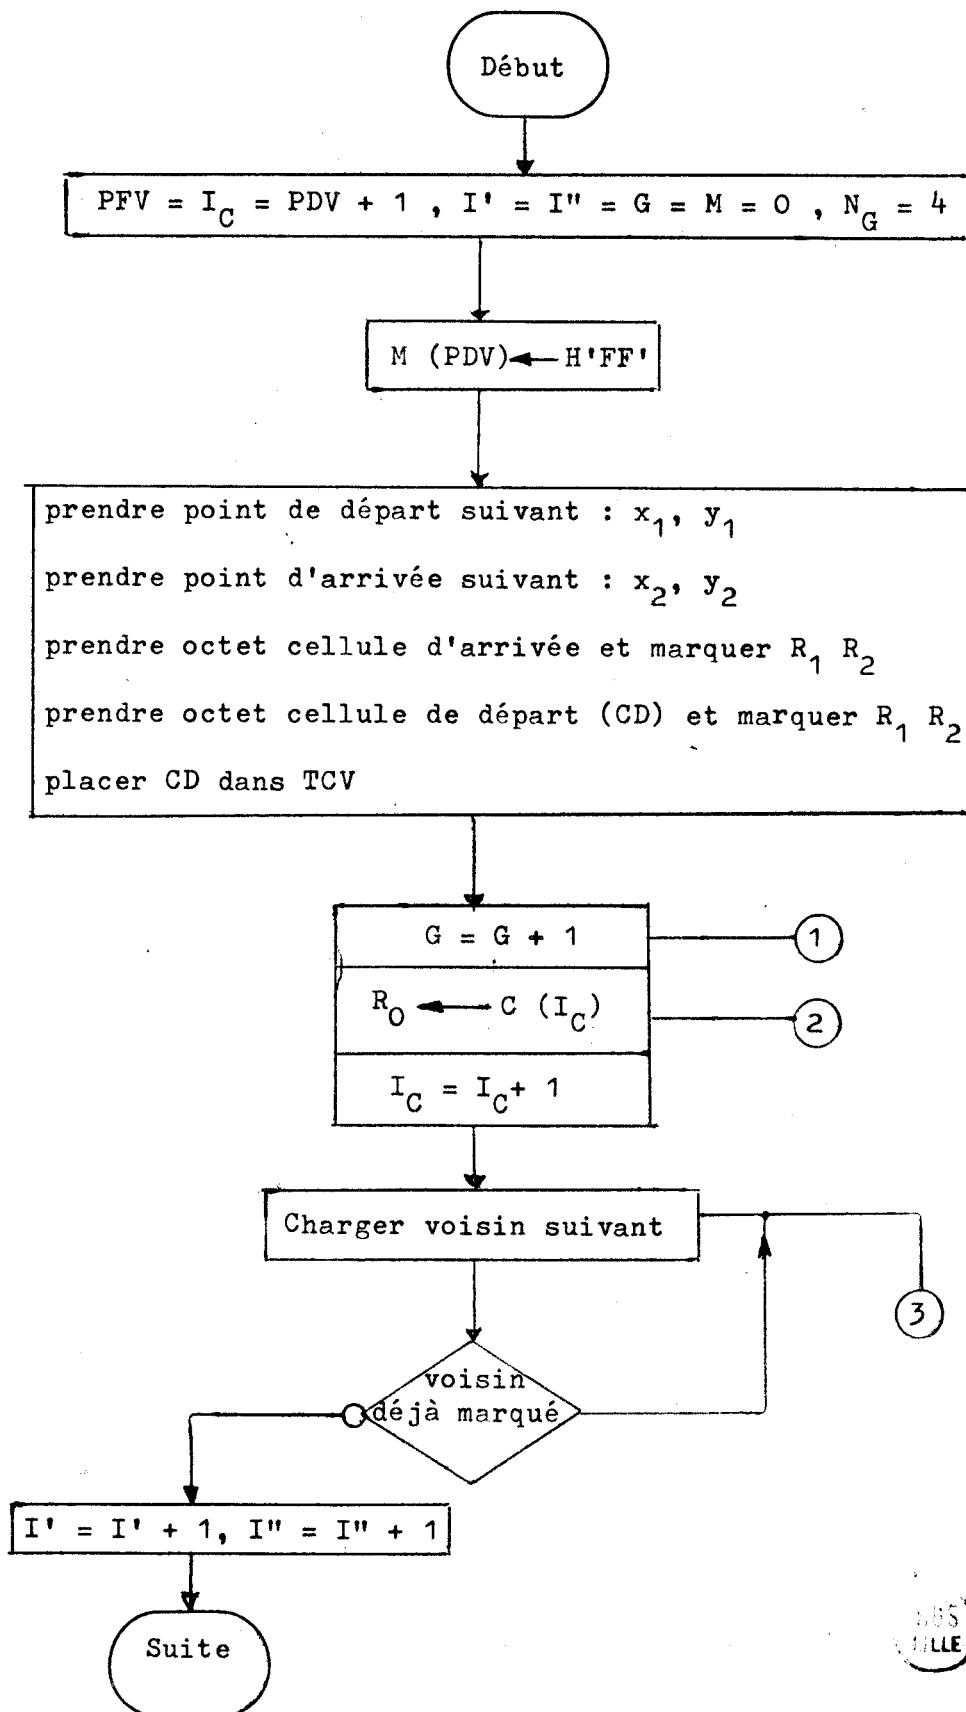 Début
PFV = I_C = PDV + 1 , I' = I" = G = M = 0 , N_G = 4
M (PDV) ← H'FF'
prendre point de départ suivant : x_1, y_1
prendre point d'arrivée suivant : x_2, y_2
prendre octet cellule d'arrivée et marquer R_1 R_2
prendre octet cellule de départ (CD) et marquer R_1 R_2
placer CD dans TCV
G = G + 1
1
R_0 ← C (I_C)
2
I_C = I_C + 1
Charger voisin suivant
3
voisin
déjà marqué
I' = I' + 1, I" = I" + 1
Suite